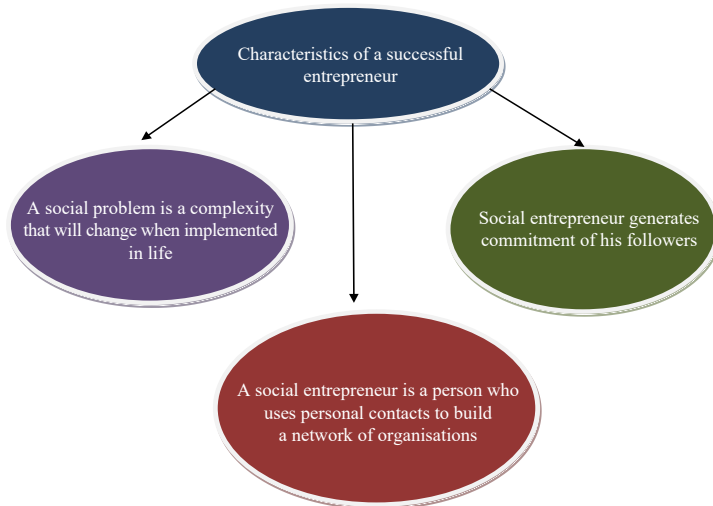 Characteristics of a successful
entrepreneur
A social problem is a complexity
that will change when implemented
in life
Social entrepreneur generates
commitment of his followers
A social entrepreneur is a person who
uses personal contacts to build
a network of organisations